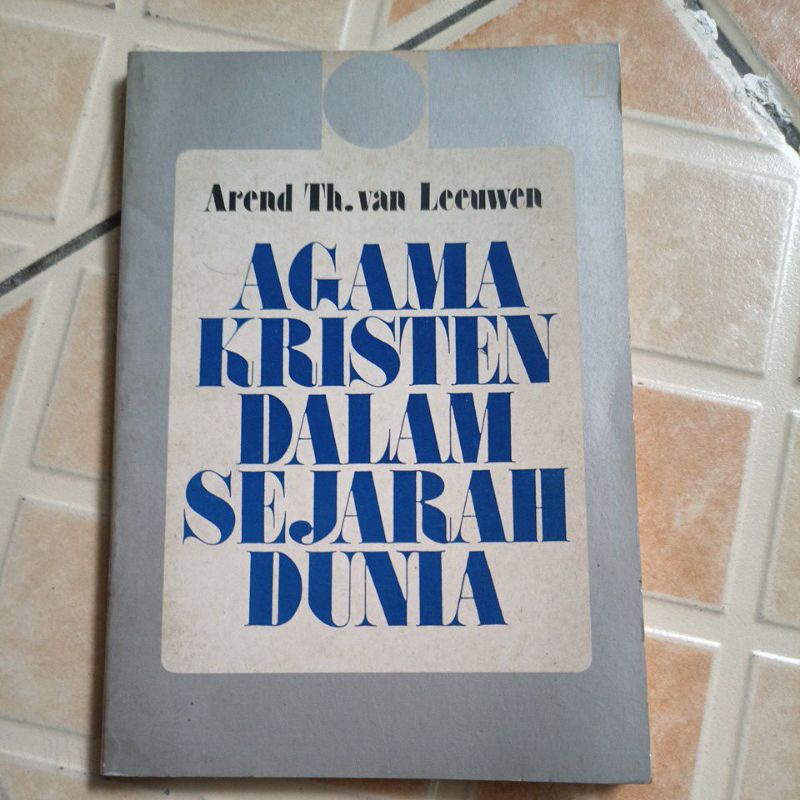 Arend Th. van Leeuwen
AGAMA
KRISTEN
DALAM
SEJARAH
DUNIA